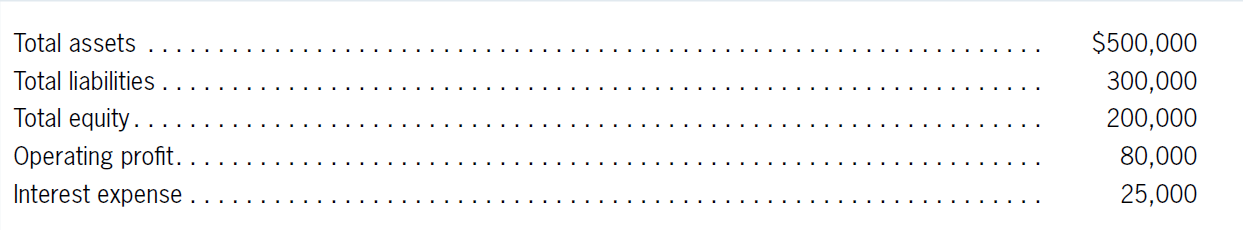 Total assets . . . . . . . . . . . . . . . . . . . . . . . . . . . . . . . . . . . . . . . . . . . . . . . . . . . . . . . . . . . . . . . . $500,000
Total liabilities . . . . . . . . . . . . . . . . . . . . . . . . . . . . . . . . . . . . . . . . . . . . . . . . . . . . . . . . . . . . . . . 300,000
Total equity. . . . . . . . . . . . . . . . . . . . . . . . . . . . . . . . . . . . . . . . . . . . . . . . . . . . . . . . . . . . . . . . . 200,000
Operating profit. . . . . . . . . . . . . . . . . . . . . . . . . . . . . . . . . . . . . . . . . . . . . . . . . . . . . . . . . . . . . . 80,000
Interest expense . . . . . . . . . . . . . . . . . . . . . . . . . . . . . . . . . . . . . . . . . . . . . . . . . . . . . . . . . . . . . 25,000